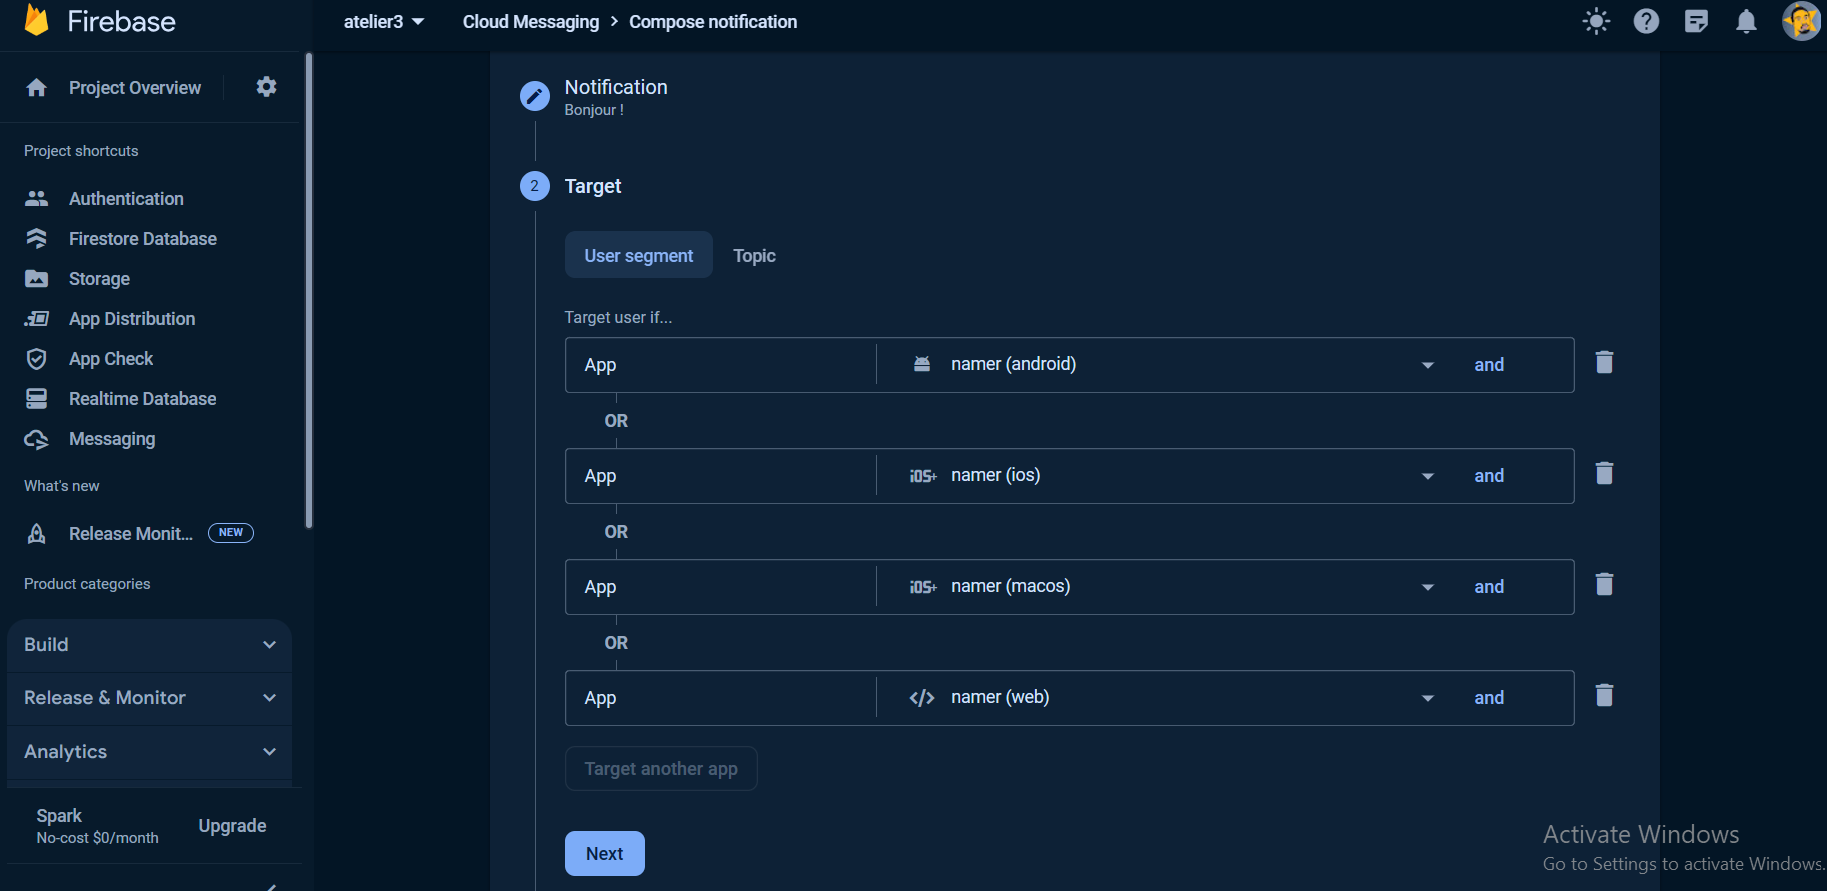 Firebase
atelier3
Cloud Messaging > Compose notification
Project Overview
Project shortcuts
Authentication
Firestore Database
Storage
App Distribution
App Check
Realtime Database
Messaging
What's new
Release Monit... NEW
Product categories
Build
Release & Monitor
Analytics
Spark
No-cost $0/month
Upgrade
Notification
Bonjour !
2 Target
User segment Topic
Target user if...
App namer (android) and
OR
App iOS+ namer (ios) and
OR
App iOS+ namer (macos) and
OR
App </> namer (web) and
Target another app
Next
Activate Windows
Go to Settings to activate Windows.